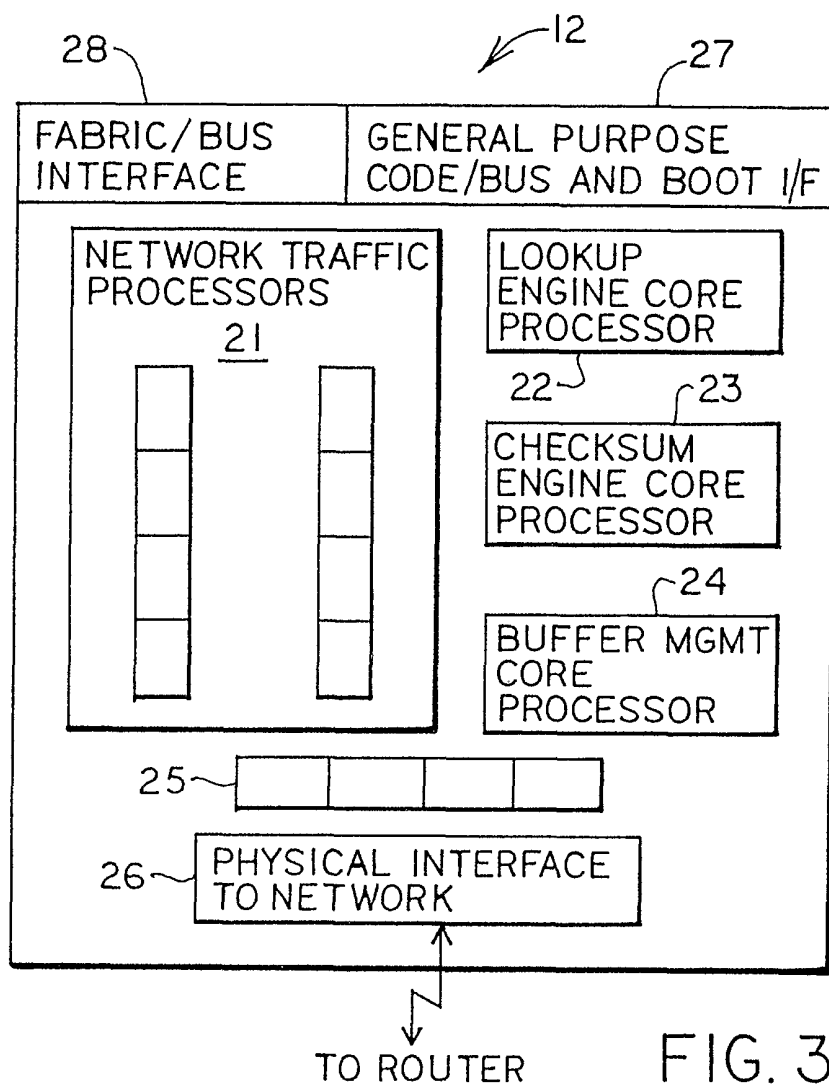 12
28
27
FABRIC/BUS
INTERFACE
GENERAL PURPOSE
CODE/BUS AND BOOT I/F
NETWORK TRAFFIC
PROCESSORS
21
LOOKUP
ENGINE CORE
PROCESSOR
22
23
CHECKSUM
ENGINE CORE
PROCESSOR
24
BUFFER MGMT
CORE
PROCESSOR
25
26
PHYSICAL INTERFACE
TO NETWORK
TO ROUTER
FIG. 3